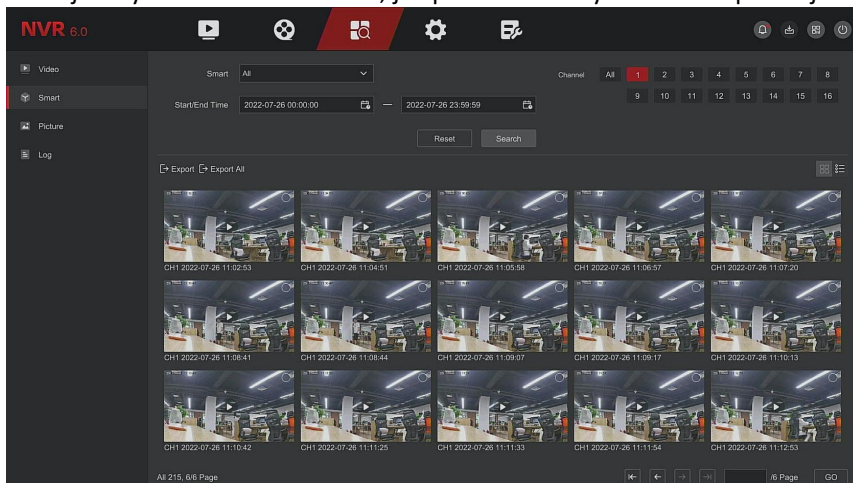 NVR 6.0
Video
Smart
Picture
Log
Smart All Channel All 1 2 3 4 5 6 7 8
9 10 11 12 13 14 15 16
Start/End Time 2022-07-26 00:00:00 — 2022-07-26 23:59:59
Reset Search
Export Export All
CH1 2022-07-26 11:02:53 CH1 2022-07-26 11:04:51 CH1 2022-07-26 11:05:58 CH1 2022-07-26 11:06:57 CH1 2022-07-26 11:07:20
CH1 2022-07-26 11:08:41 CH1 2022-07-26 11:08:44 CH1 2022-07-26 11:09:07 CH1 2022-07-26 11:09:17 CH1 2022-07-26 11:10:13
CH1 2022-07-26 11:10:42 CH1 2022-07-26 11:11:25 CH1 2022-07-26 11:11:33 CH1 2022-07-26 11:11:54 CH1 2022-07-26 11:12:53
All 215, 6/6 Page /6 Page GO